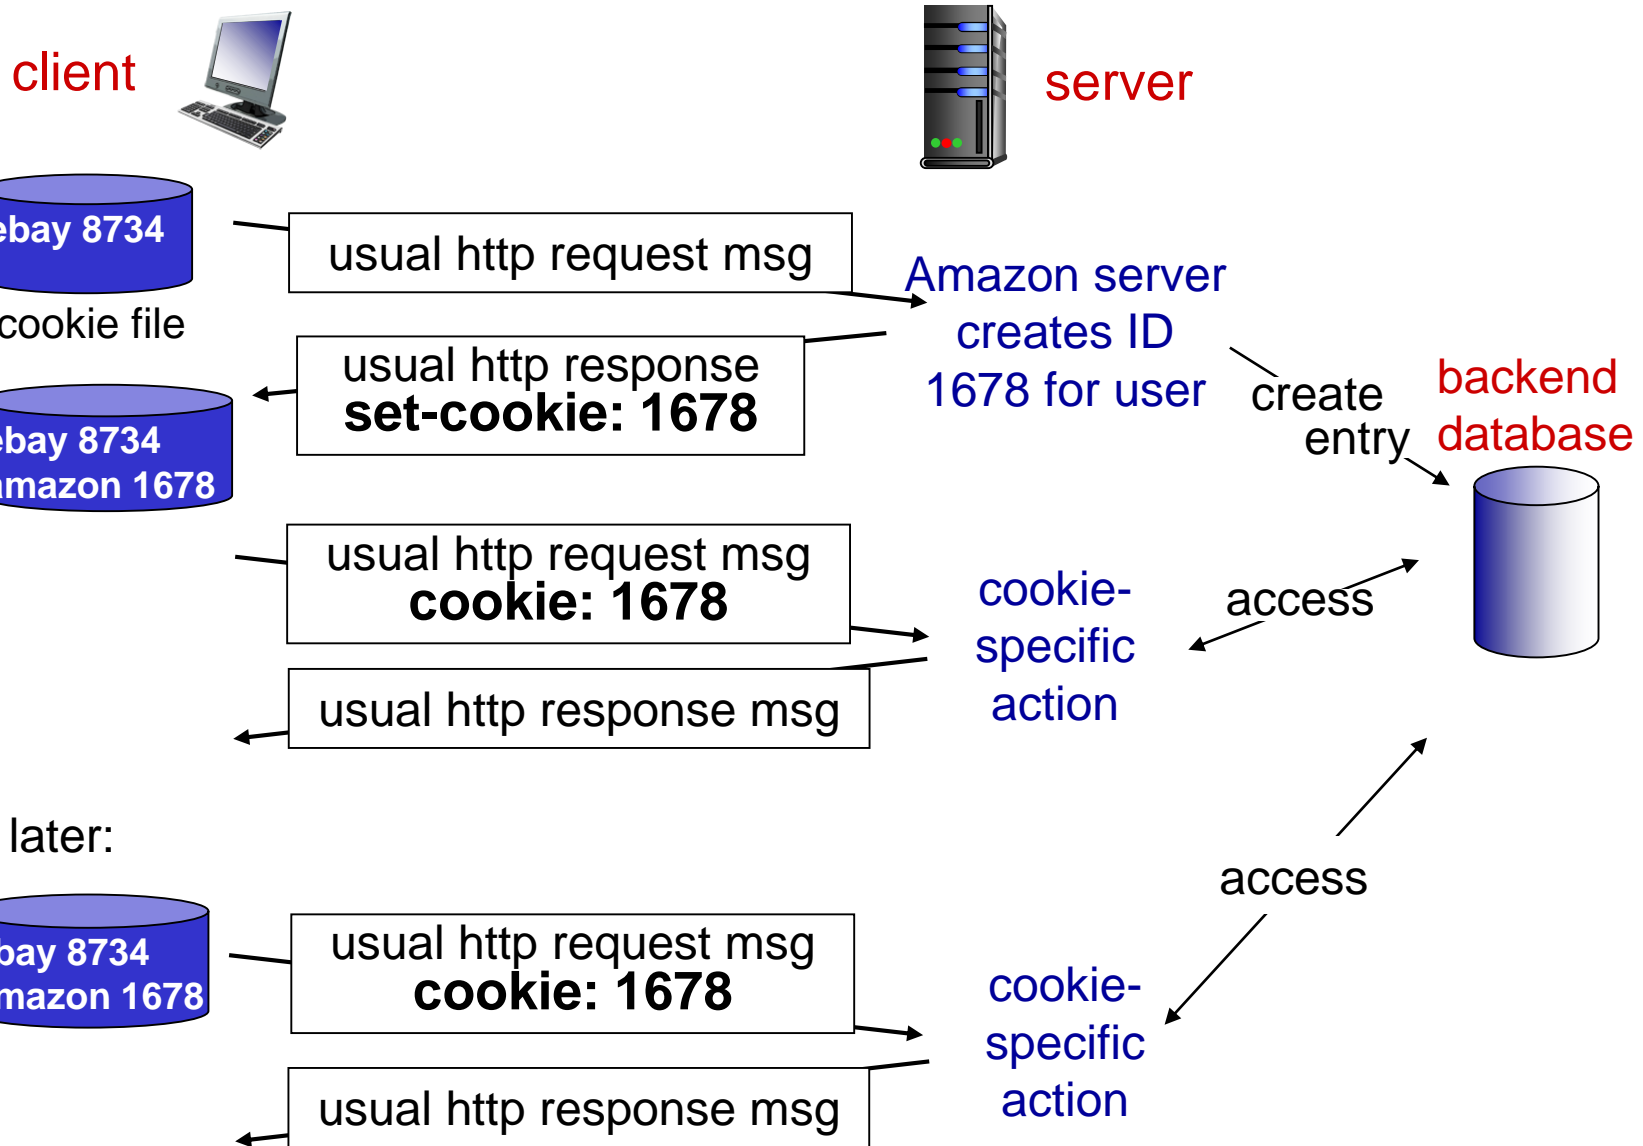 client
server
ebay 8734
usual http request msg
Amazon server
creates ID
1678 for user
cookie file
usual http response
set-cookie: 1678
create
entry
backend
database
ebay 8734
amazon 1678
usual http request msg
cookie: 1678
cookie-
specific
action
access
usual http response msg
later:
access
bay 8734
mazon 1678
usual http request msg
cookie: 1678
cookie-
specific
action
usual http response msg